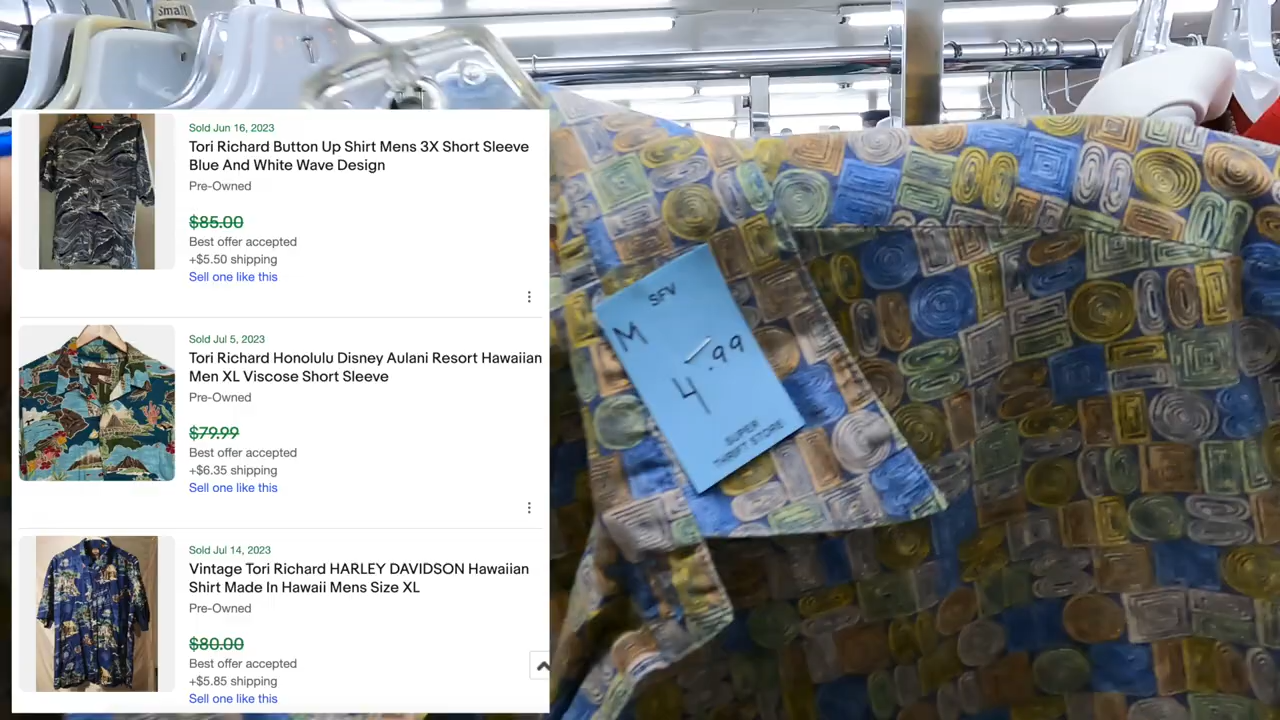 Small
Sold Jun 16, 2023
Tori Richard Button Up Shirt Mens 3X Short Sleeve
Blue And White Wave Design
Pre-Owned
$85.00
Best offer accepted
+$5.50 shipping
Sell one like this
Sold Jul 5, 2023
Tori Richard Honolulu Disney Aulani Resort Hawaiian
Men XL Viscose Short Sleeve
Pre-Owned
$79.99
Best offer accepted
+$6.35 shipping
Sell one like this
Sold Jul 14, 2023
Vintage Tori Richard HARLEY DAVIDSON Hawaiian
Shirt Made In Hawaii Mens Size XL
Pre-Owned
$80.00
Best offer accepted
+$5.85 shipping
Sell one like this
SFV
M
4.99
SUPER
THRIFT STORE